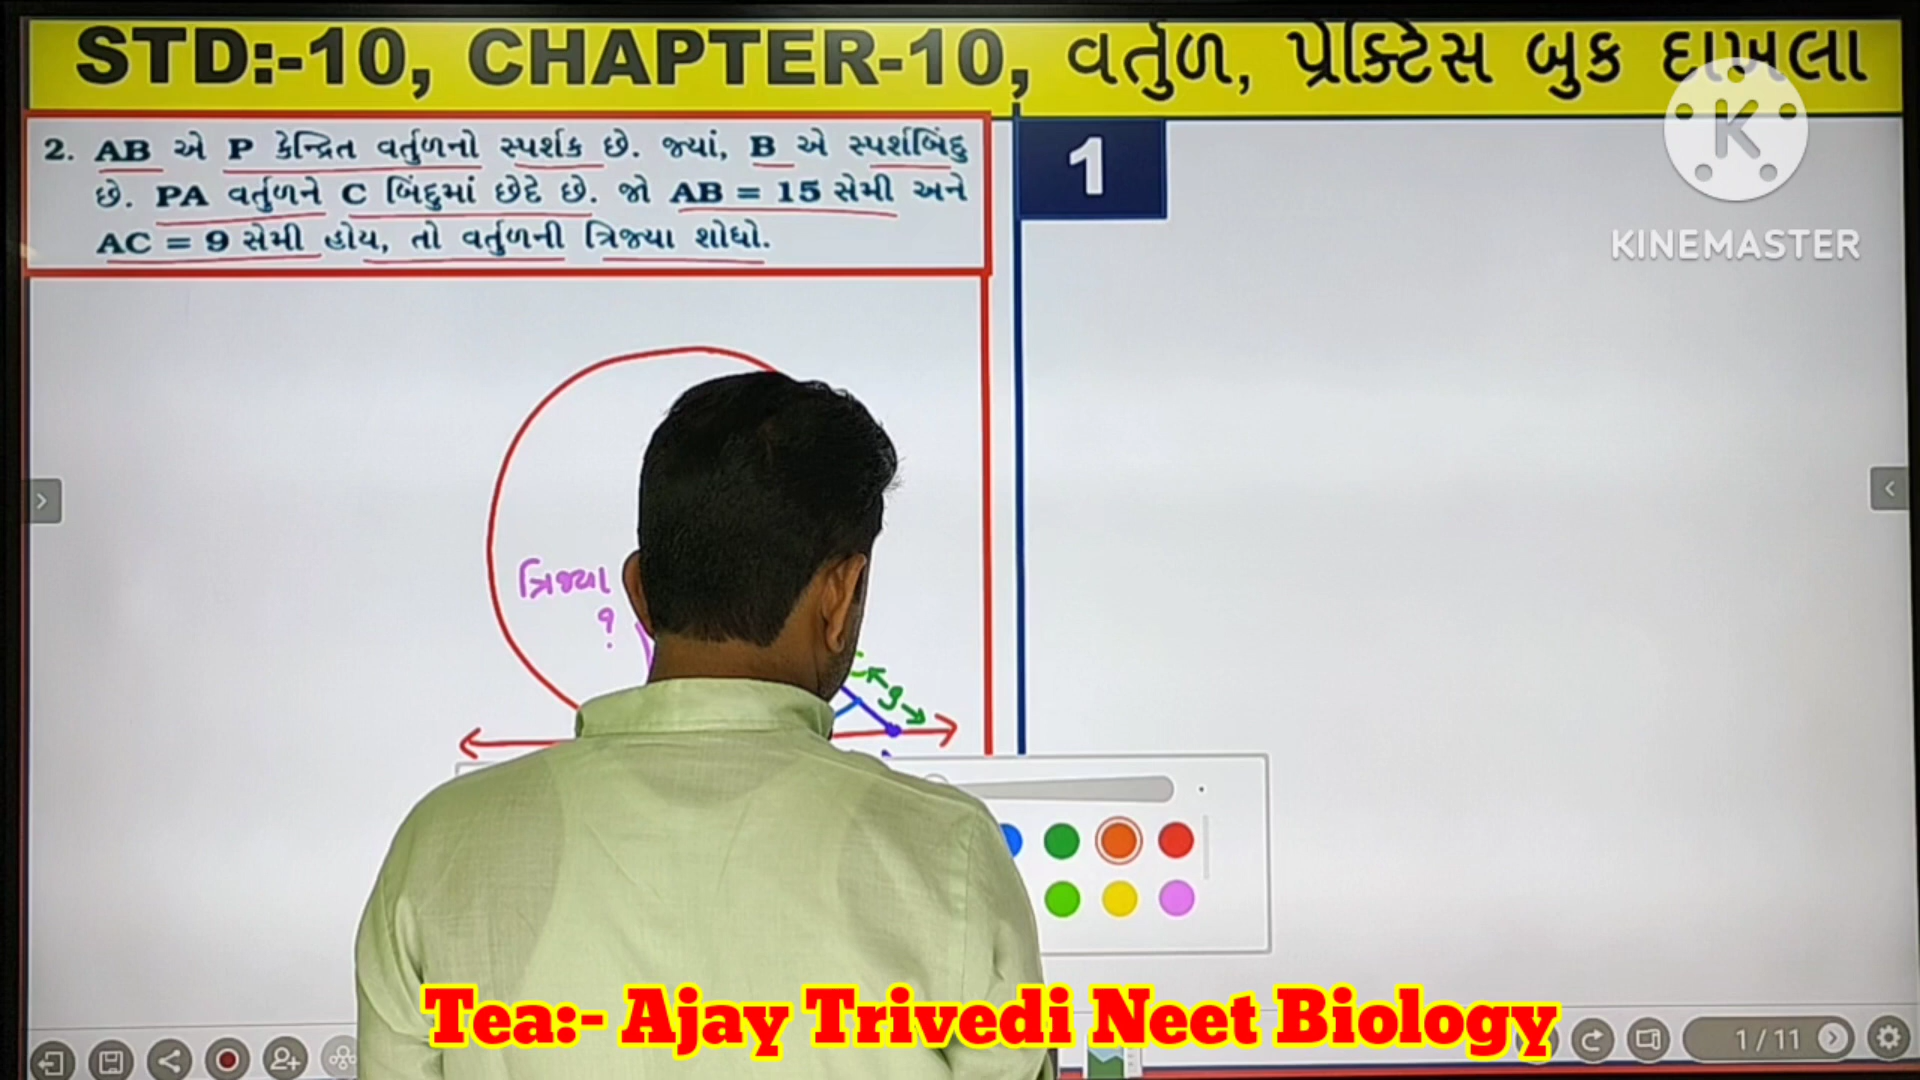 STD:-10, CHAPTER-10, વર્તુળ, પ્રેક્ટિસ બુક દાખલા
2. AB એ P કેન્દ્રિત વર્તુળનો સ્પર્શક છે. જ્યાં, B એ સ્પર્શબિંદુ
છે. PA વર્તુળને C બિંદુમાં છેદે છે. જો AB = 15 સેમી અને
AC = 9 સેમી હોય, તો વર્તુળની ત્રિજ્યા શોધો.
1
K
KINEMASTER
ત્રિજ્યા
?
9
Tea:- Ajay Trivedi Neet Biology
1 / 11